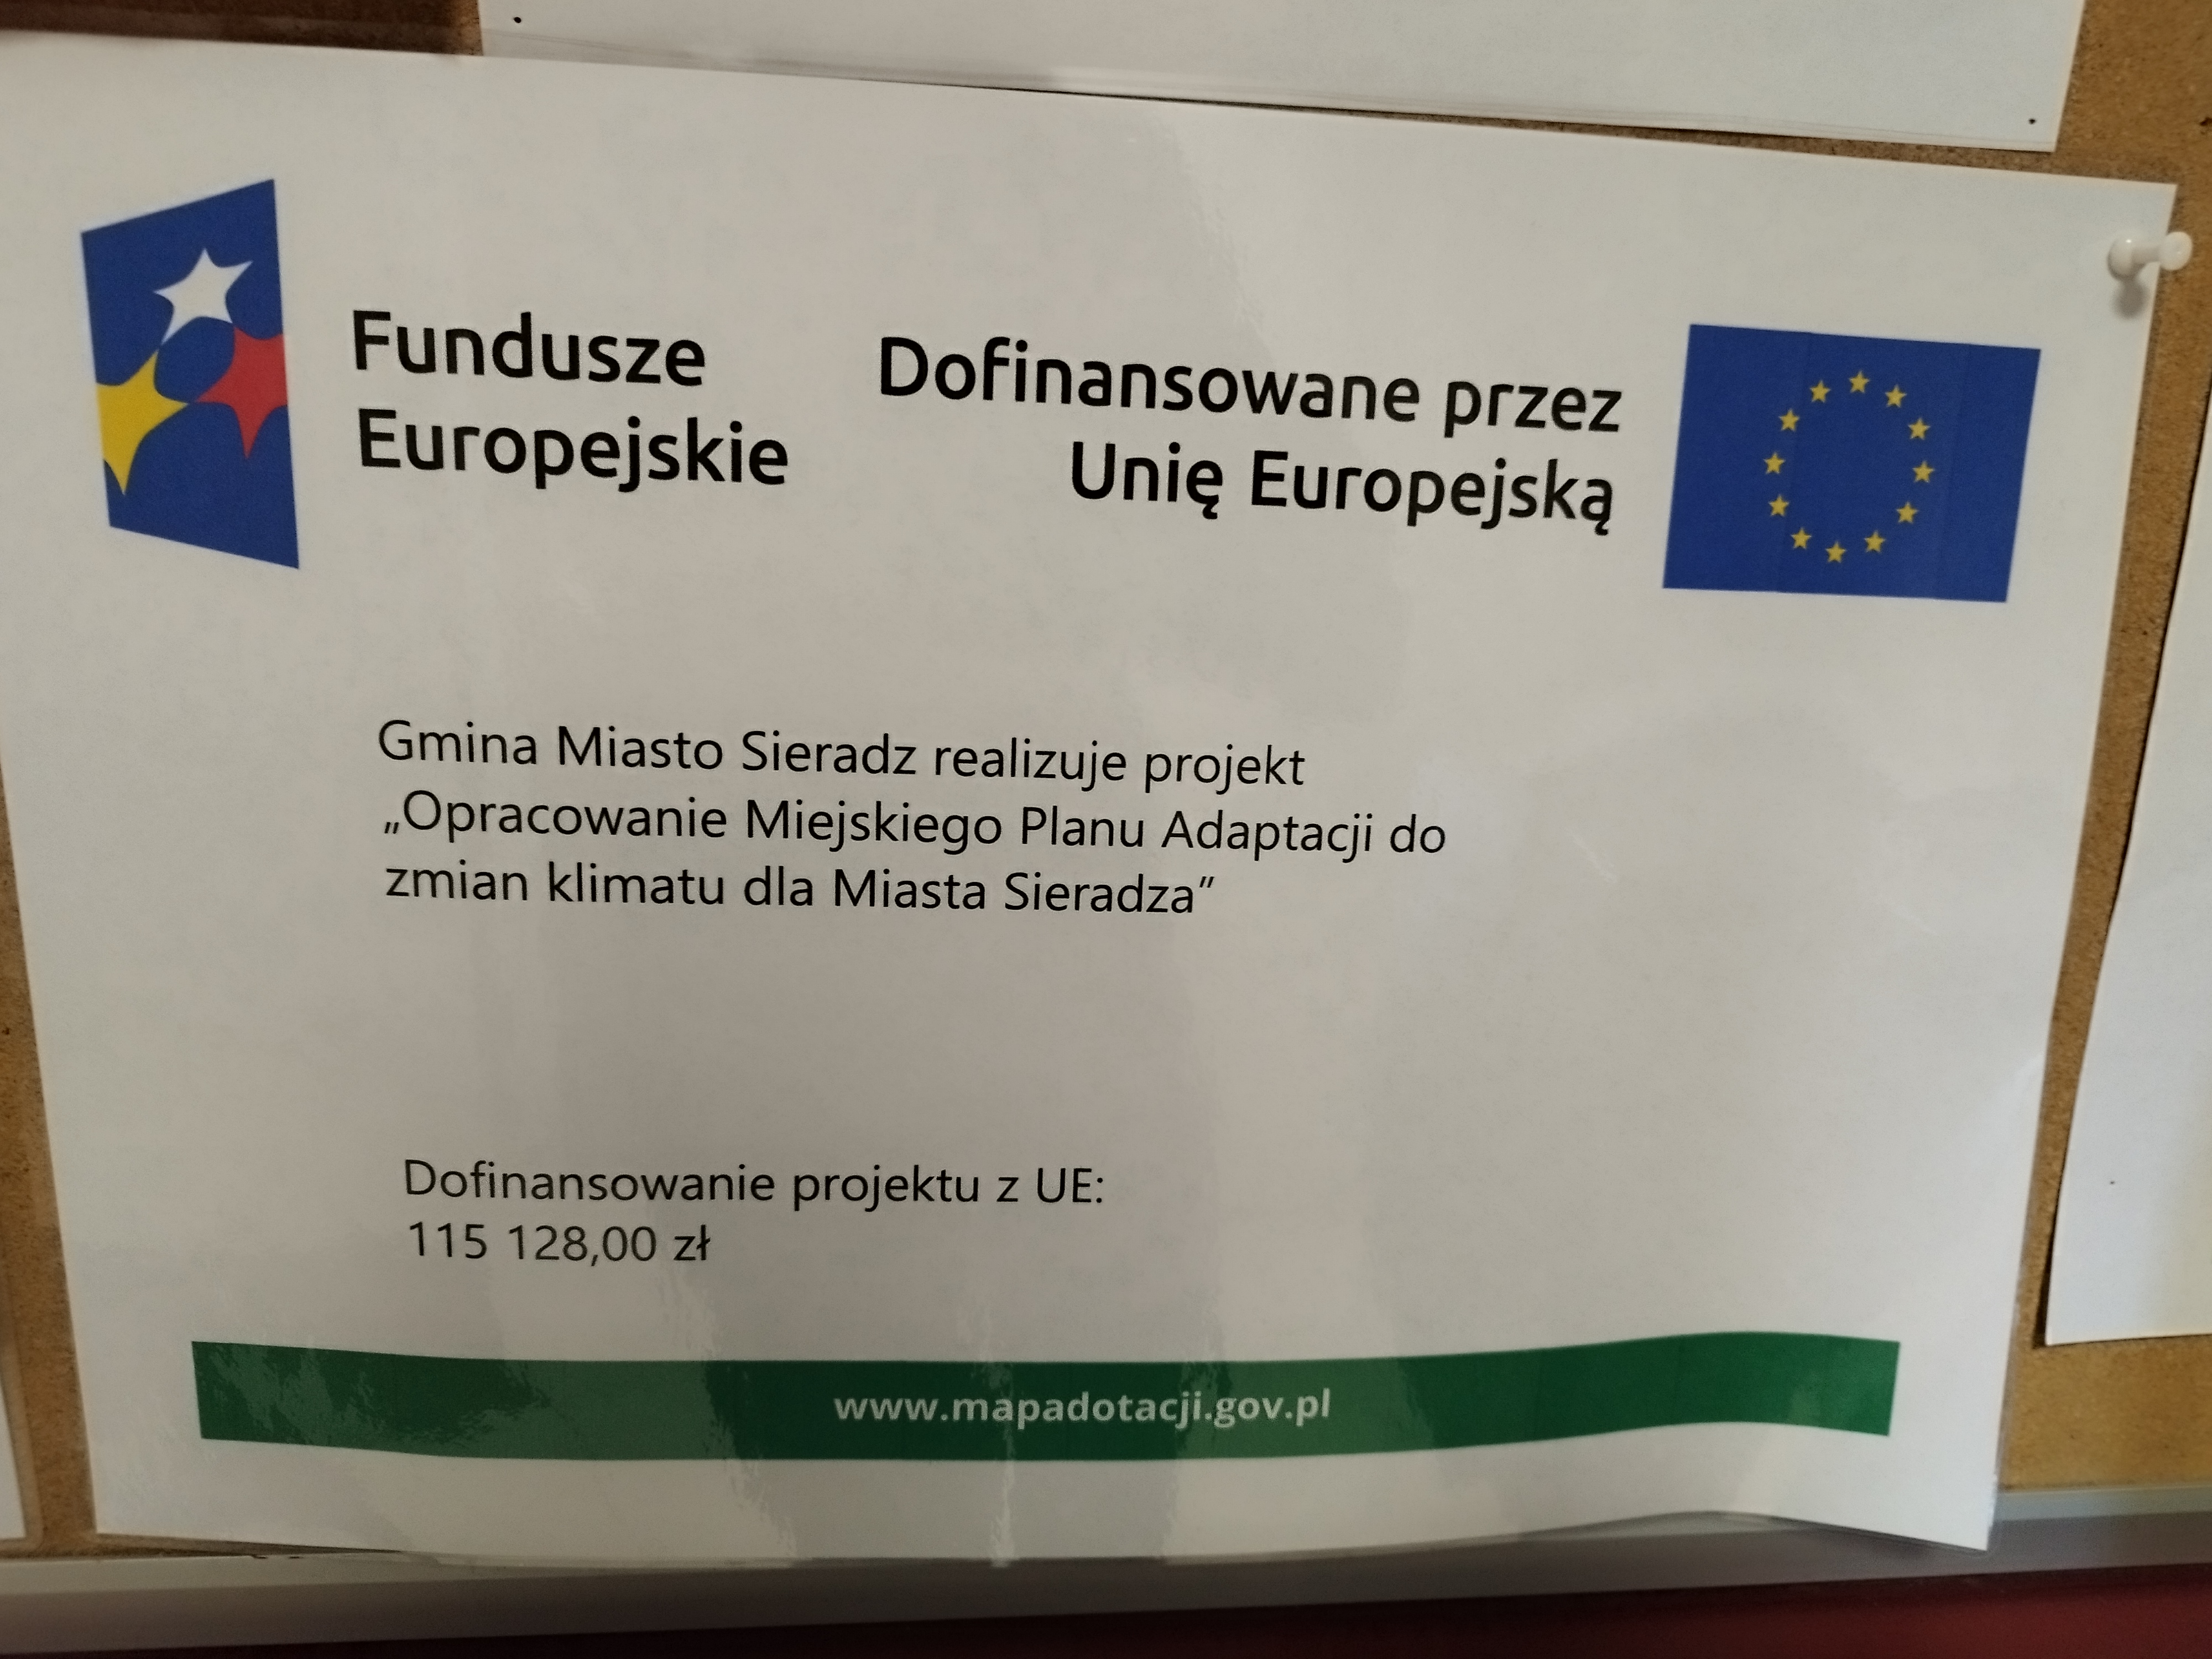 Fundusze
Europejskie
Dofinansowane przez
Unię Europejską
Gmina Miasto Sieradz realizuje projekt
„Opracowanie Miejskiego Planu Adaptacji do
zmian klimatu dla Miasta Sieradza”
Dofinansowanie projektu z UE:
115 128,00 zł
www.mapadotacji.gov.pl